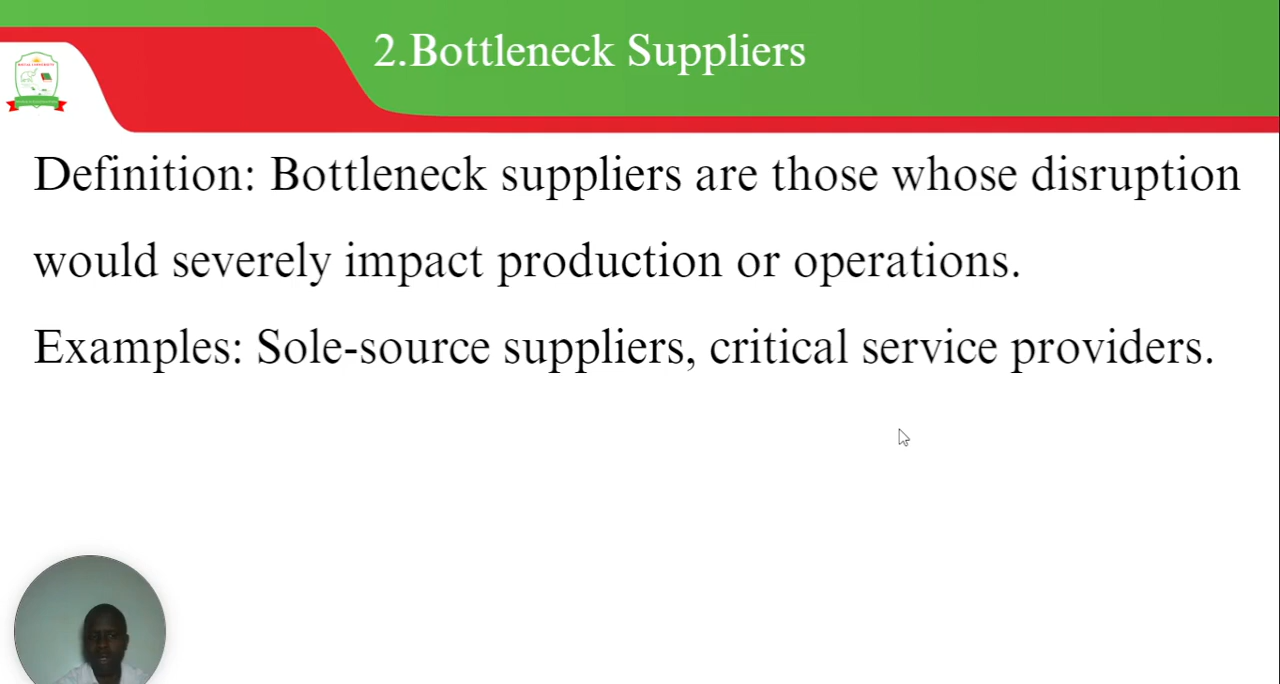 2.Bottleneck Suppliers
Definition: Bottleneck suppliers are those whose disruption
would severely impact production or operations.
Examples: Sole-source suppliers, critical service providers.